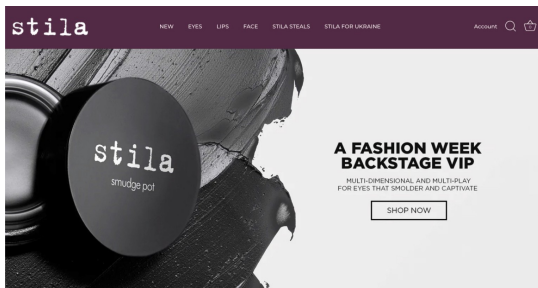 stila
NEW EYES LIPS FACE STILA STEALS STILA FOR UKRAINE
Account
0
stila
smudge pot
A FASHION WEEK
BACKSTAGE VIP
MULTI-DIMENSIONAL AND MULTI-PLAY
FOR EYES THAT SMOLDER AND CAPTIVATE
SHOP NOW